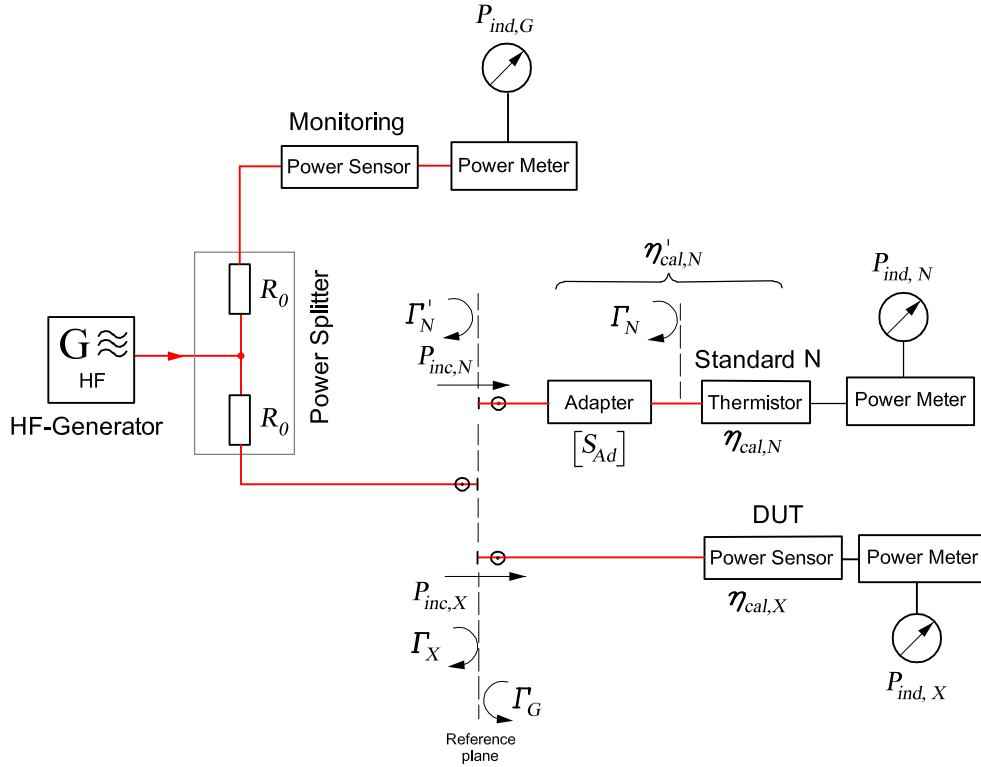 P_ind,G
Monitoring
Power Sensor
Power Meter
R_0
G
HF
HF-Generator
R_0
Power Splitter
η'_cal,N
Γ'_N
P_inc,N
Γ_N
P_ind, N
Standard N
Adapter
Thermistor
Power Meter
[S_Ad]
η_cal,N
DUT
Power Sensor
Power Meter
P_inc,X
η_cal,X
Γ_X
P_ind, X
Γ_G
Reference
plane